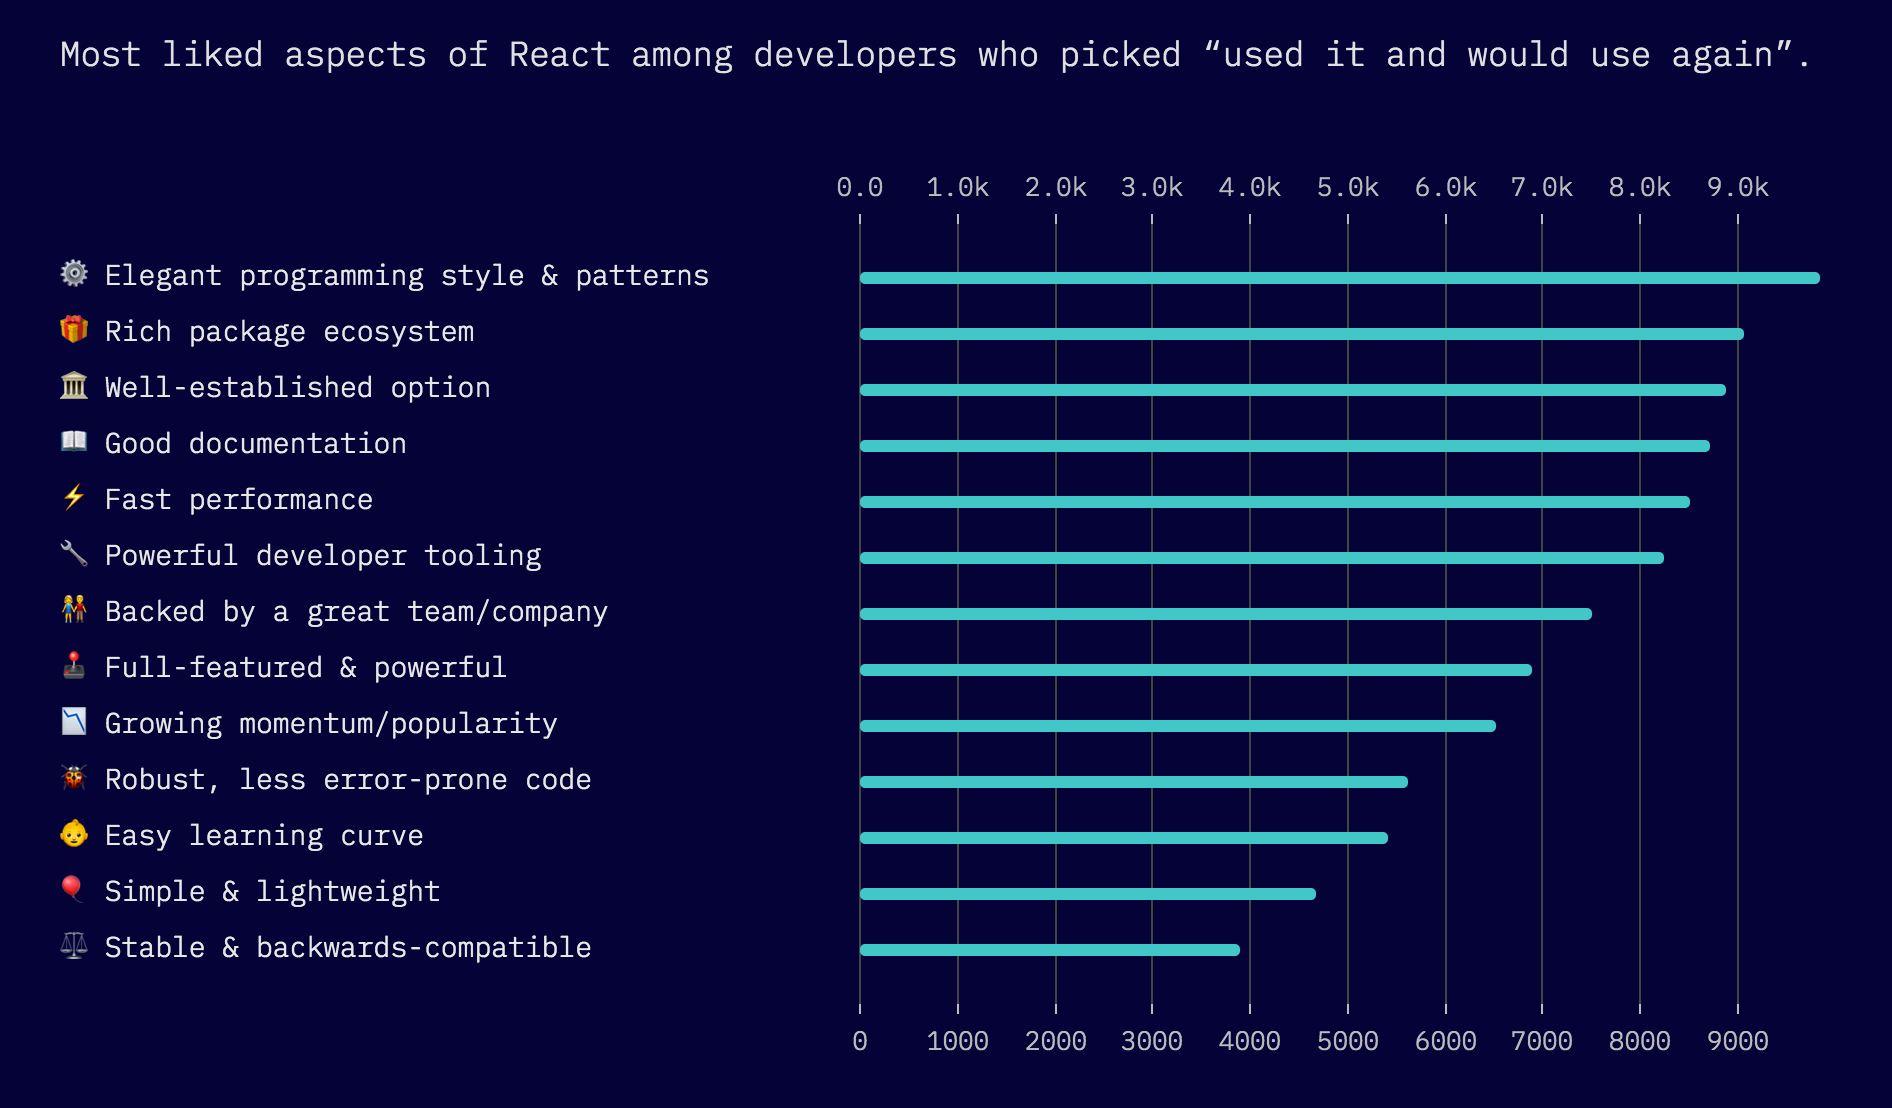 Most liked aspects of React among developers who picked “used it and would use again”.
0.0 1.0k 2.0k 3.0k 4.0k 5.0k 6.0k 7.0k 8.0k 9.0k
Elegant programming style & patterns
Rich package ecosystem
Well-established option
Good documentation
Fast performance
Powerful developer tooling
Backed by a great team/company
Full-featured & powerful
Growing momentum/popularity
Robust, less error-prone code
Easy learning curve
Simple & lightweight
Stable & backwards-compatible
0 1000 2000 3000 4000 5000 6000 7000 8000 9000